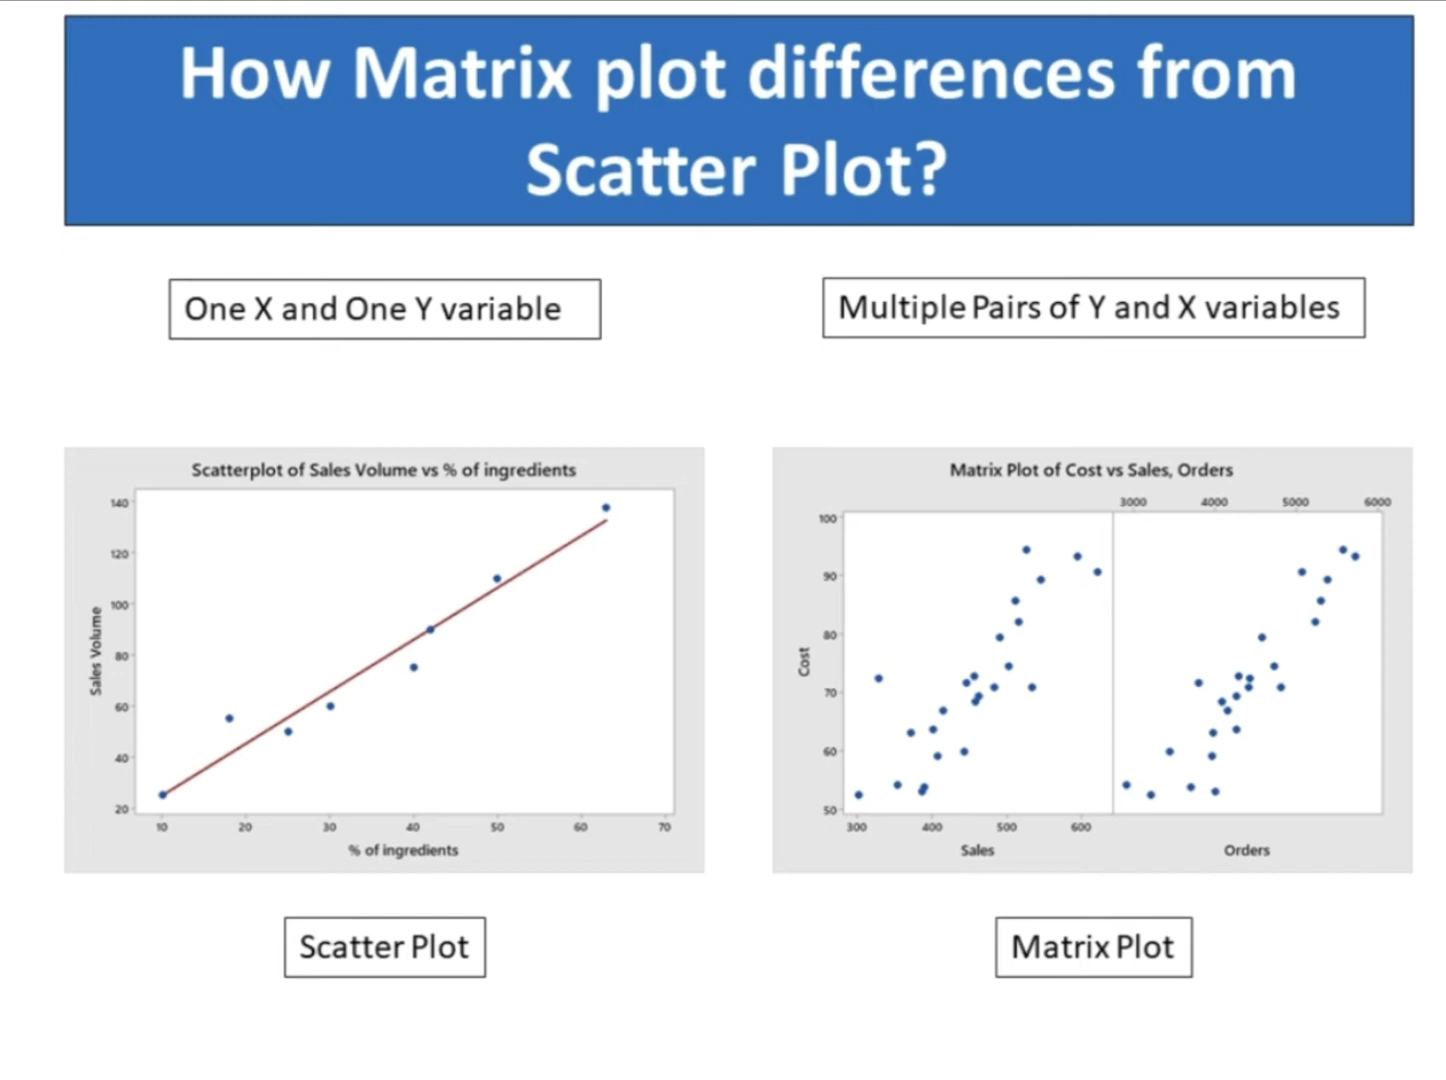 How Matrix plot differences from
Scatter Plot?
One X and One Y variable
Multiple Pairs of Y and X variables
Scatterplot of Sales Volume vs % of ingredients
140
120
100
80
60
40
20
Sales Volume
10 20 30 40 50 60 70
% of ingredients
Matrix Plot of Cost vs Sales, Orders
3000 4000 5000 6000
100
90
80
70
60
50
Cost
300 400 500 600
Sales Orders
Scatter Plot
Matrix Plot